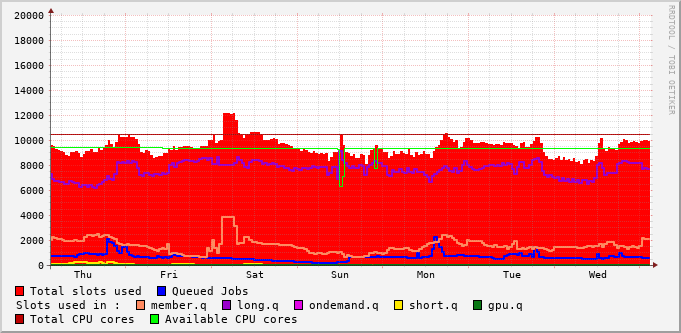 20000
18000
16000
14000
12000
10000
8000
6000
4000
2000
0
Thu Fri Sat Sun Mon Tue Wed
RRDTOOL / TOBI OETIKER
Total slots used Queued Jobs
Slots used in : member.q long.q ondemand.q short.q gpu.q
Total CPU cores Available CPU cores